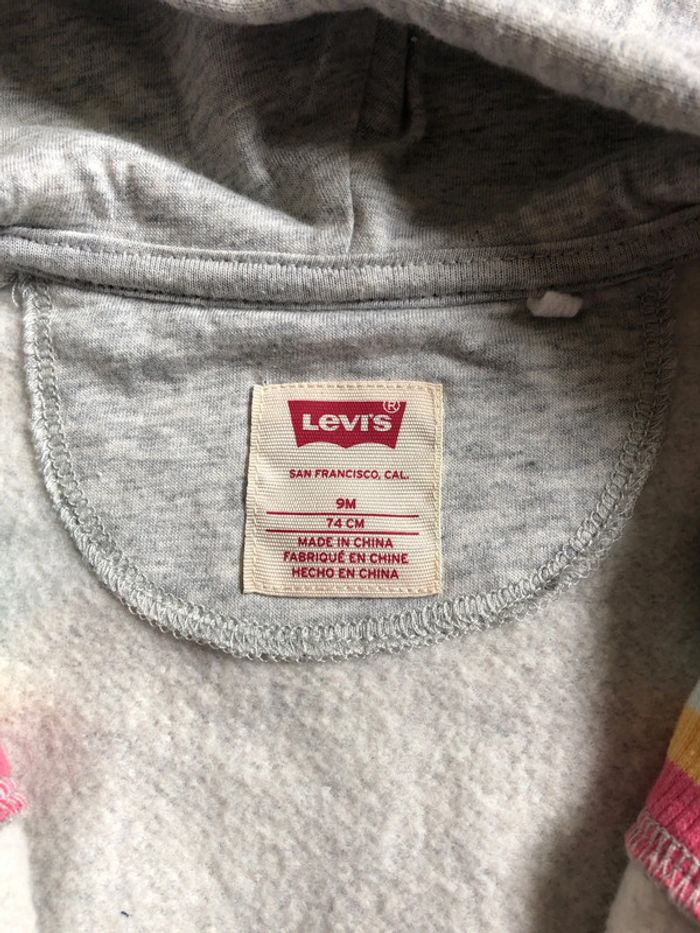 Levi's®
SAN FRANCISCO, CAL.
9M
74 CM
MADE IN CHINA
FABRIQUÉ EN CHINE
HECHO EN CHINA